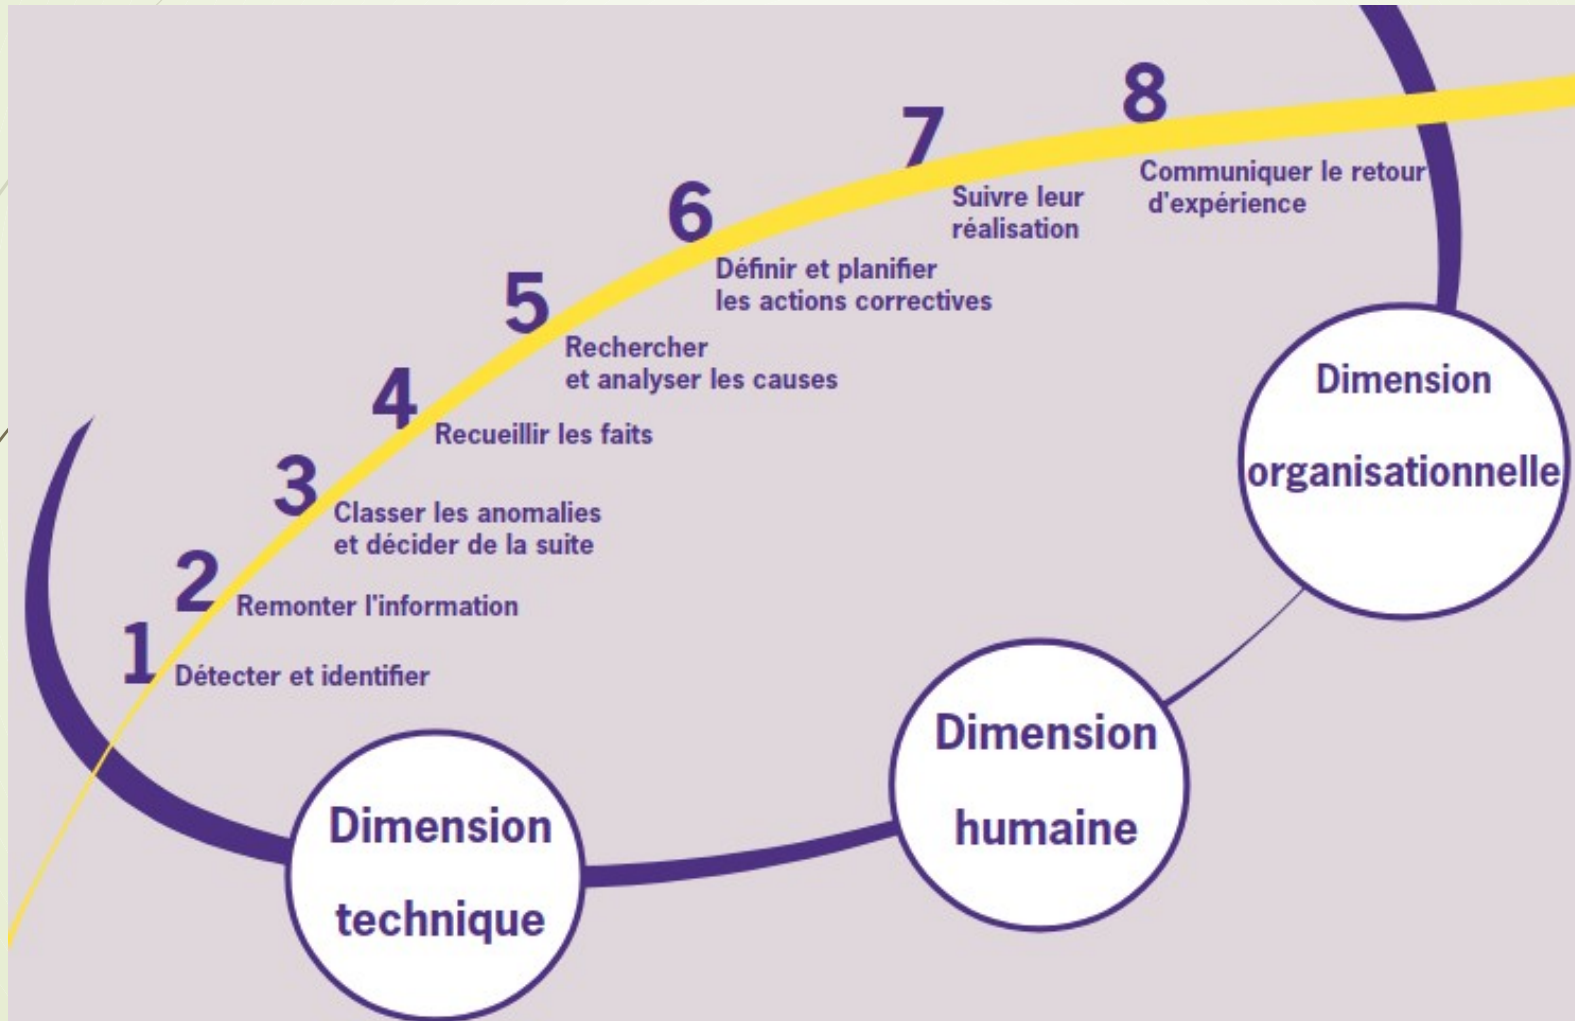 8
7
Communiquer le retour
d'expérience
6
Suivre leur
réalisation
5
Définir et planifier
les actions correctives
4
Rechercher
et analyser les causes
3
Recueillir les faits
2
Classer les anomalies
et décider de la suite
1
Remonter l'information
Détecter et identifier
Dimension
organisationnelle
Dimension
humaine
Dimension
technique